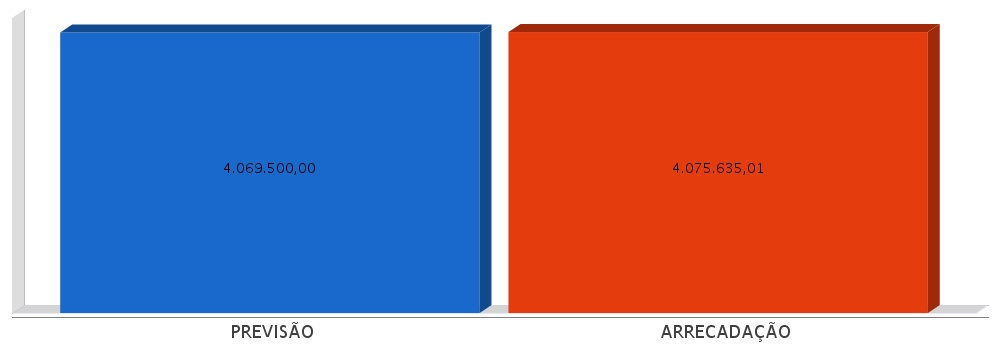 4.069.500,00
4.075.635,01
PREVISÃO
ARRECADAÇÃO